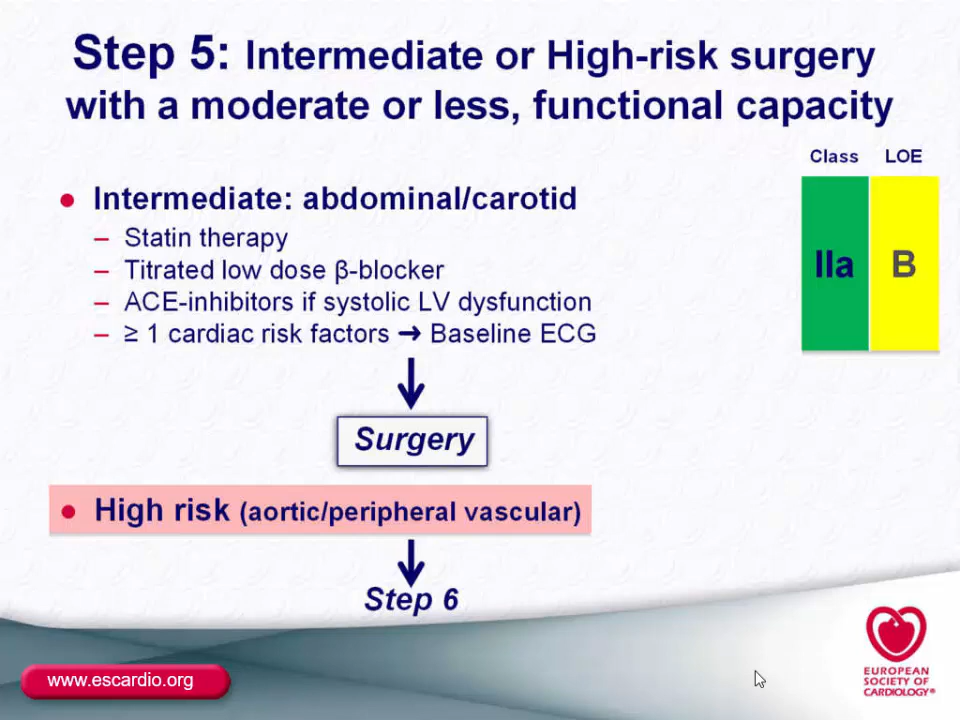 Step 5: Intermediate or High-risk surgery
with a moderate or less, functional capacity
Class LOE
IIa B
● Intermediate: abdominal/carotid
– Statin therapy
– Titrated low dose β-blocker
– ACE-inhibitors if systolic LV dysfunction
– ≥ 1 cardiac risk factors ➜ Baseline ECG
Surgery
● High risk (aortic/peripheral vascular)
Step 6
www.escardio.org
EUROPEAN
SOCIETY OF
CARDIOLOGY®